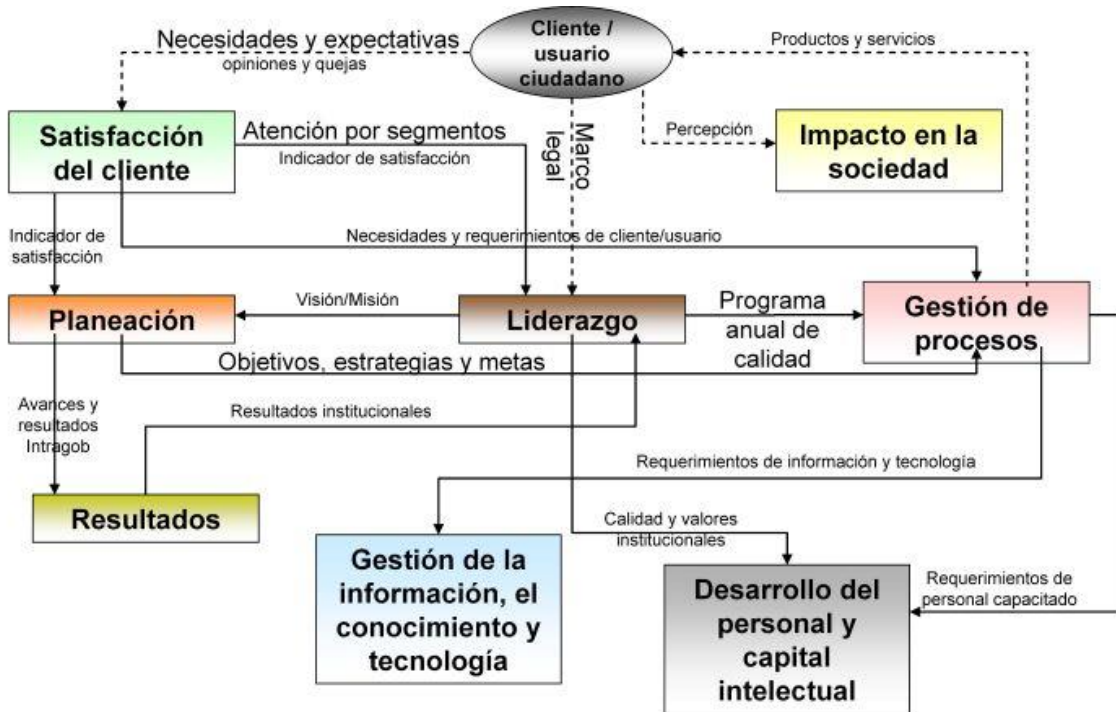 Necesidades y expectativas
opiniones y quejas
Cliente /
usuario
ciudadano
Productos y servicios
Satisfacción
del cliente
Atención por segmentos
Indicador de satisfacción
Marco
legal
Percepción
Impacto en la
sociedad
Indicador de
satisfacción
Necesidades y requerimientos de cliente/usuario
Planeación
Visión/Misión
Liderazgo
Programa
anual de
calidad
Gestión de
procesos
Objetivos, estrategias y metas
Avances y
resultados
Intragob
Resultados institucionales
Requerimientos de información y tecnología
Resultados
Gestión de la
información, el
conocimiento y
tecnología
Calidad y valores
institucionales
Desarrollo del
personal y
capital
intelectual
Requerimientos de
personal capacitado